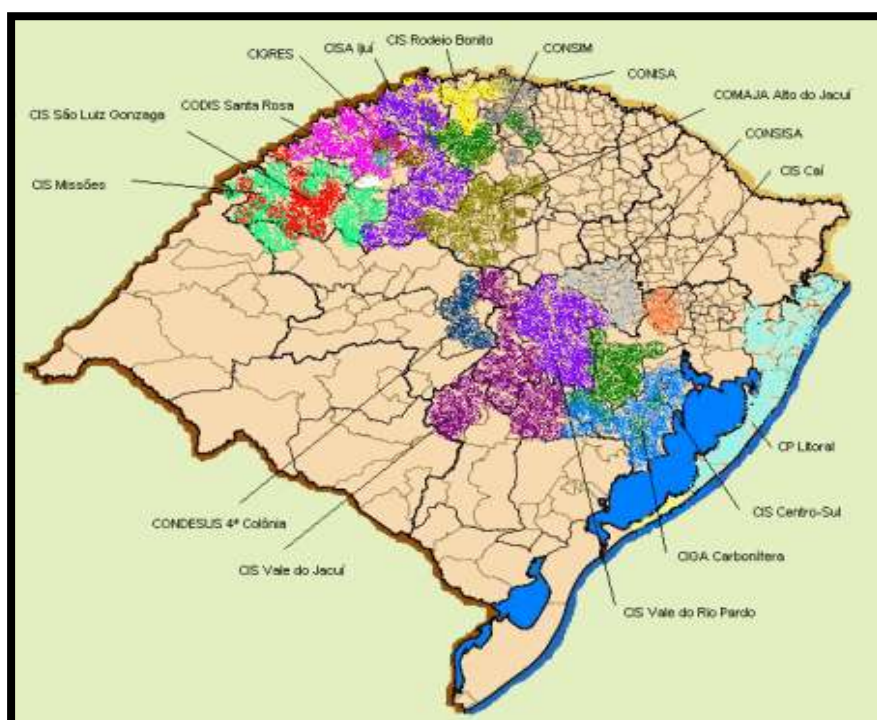 CIS Rodeio Bonito
CISA Ijuí
CONSIM
CIGRES
CONISA
CODIS Santa Rosa
COMAJA Alto do Jacuí
CIS São Luiz Gonzaga
CONSISA
CIS Caí
CIS Missões
CP Litoral
CONDESUS 4ª Colônia
CIS Centro-Sul
CIGA Carbonífera
CIS Vale do Jacuí
CIS Vale do Rio Pardo